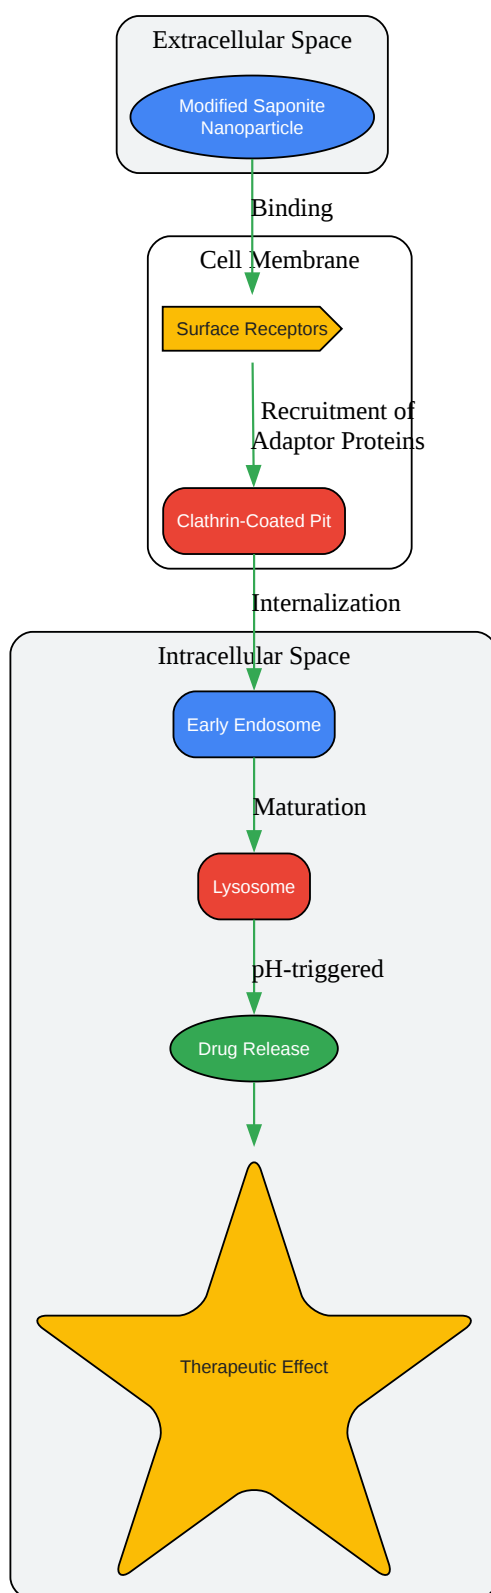 Extracellular Space
Modified Saponite
Nanoparticle
Binding
Cell Membrane
Surface Receptors
Recruitment of
Adaptor Proteins
Clathrin-Coated Pit
Internalization
Intracellular Space
Early Endosome
Maturation
Lysosome
pH-triggered
Drug Release
Therapeutic Effect